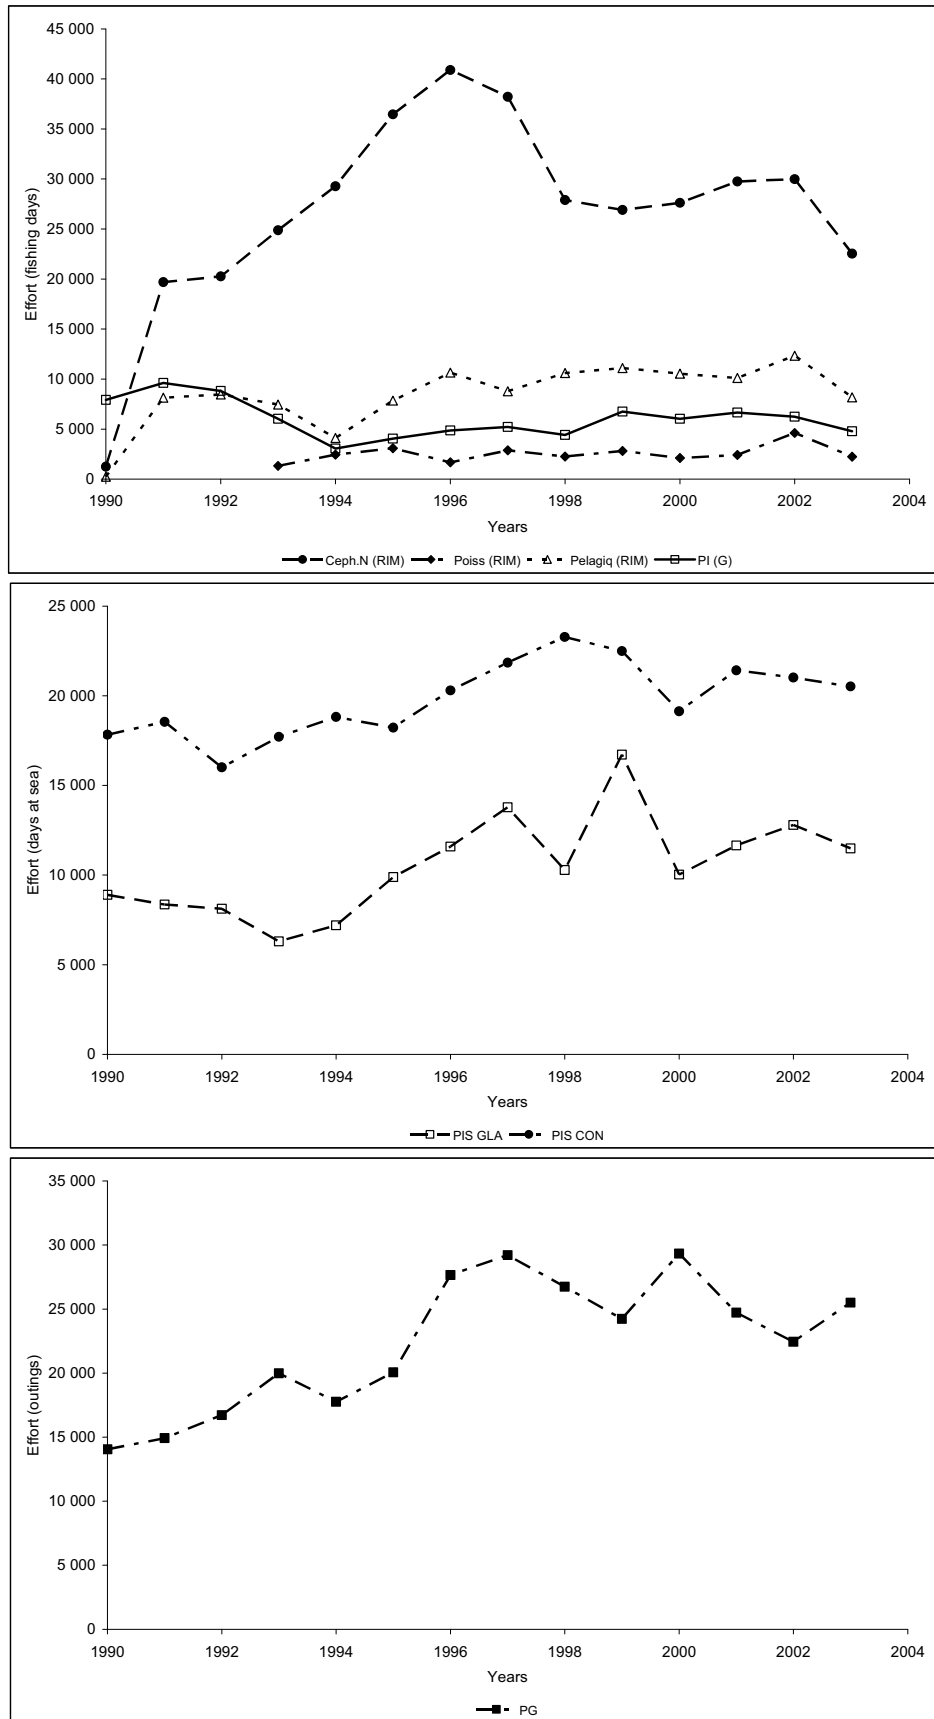 45 000
40 000
35 000
30 000
25 000
20 000
15 000
10 000
5 000
0
Effort (fishing days)
1990 1992 1994 1996 1998 2000 2002 2004
Years
Ceph.N (RIM) Poiss (RIM) Pelagiq (RIM) PI (G)
25 000
20 000
15 000
10 000
5 000
0
Effort (days at sea)
1990 1992 1994 1996 1998 2000 2002 2004
Years
PIS GLA PIS CON
35 000
30 000
25 000
20 000
15 000
10 000
5 000
0
Effort (outings)
1990 1992 1994 1996 1998 2000 2002 2004
Years
PG